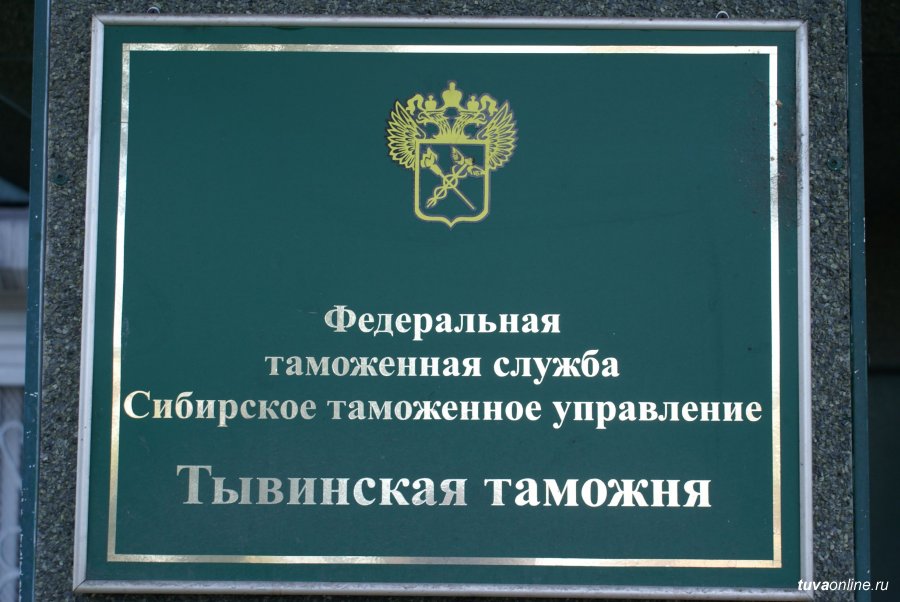 Федеральная
таможенная служба
Сибирское таможенное управление
Тывинская таможня
tuvaonline.ru